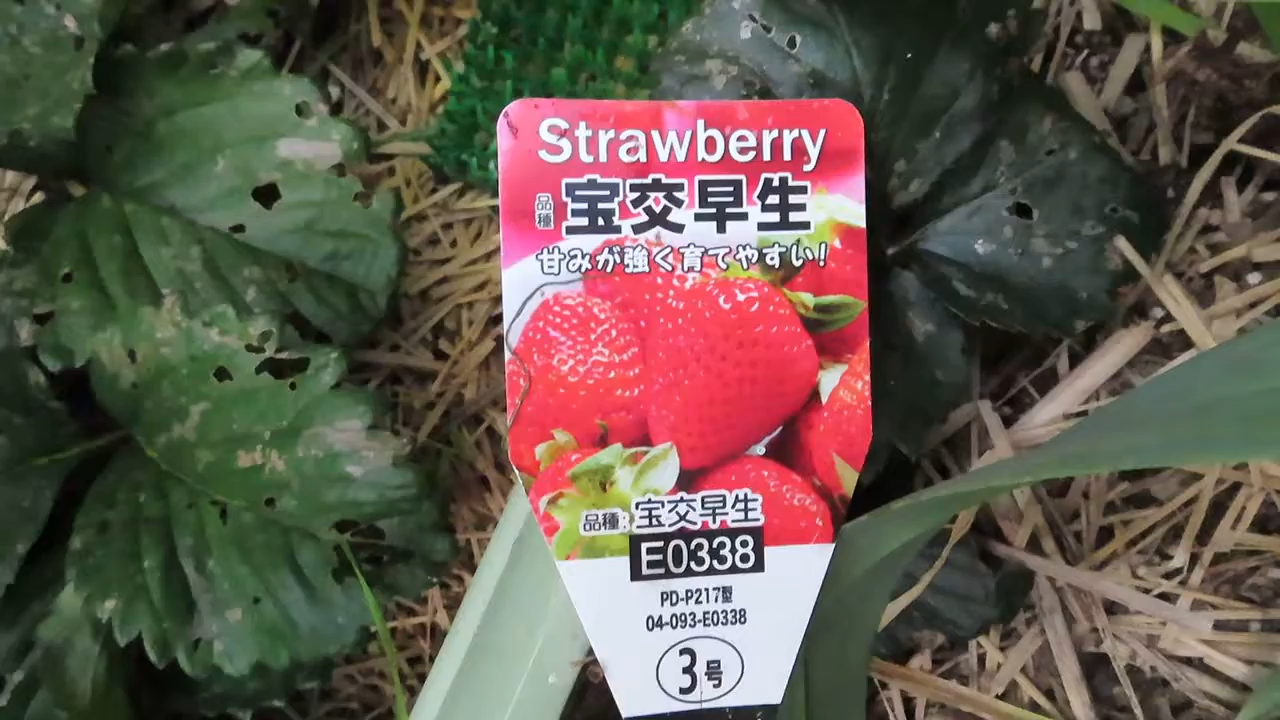 Strawberry
品種 宝交早生
甘みが強く育てやすい!
品種: 宝交早生
E0338
PD-P217型
04-093-E0338
3号